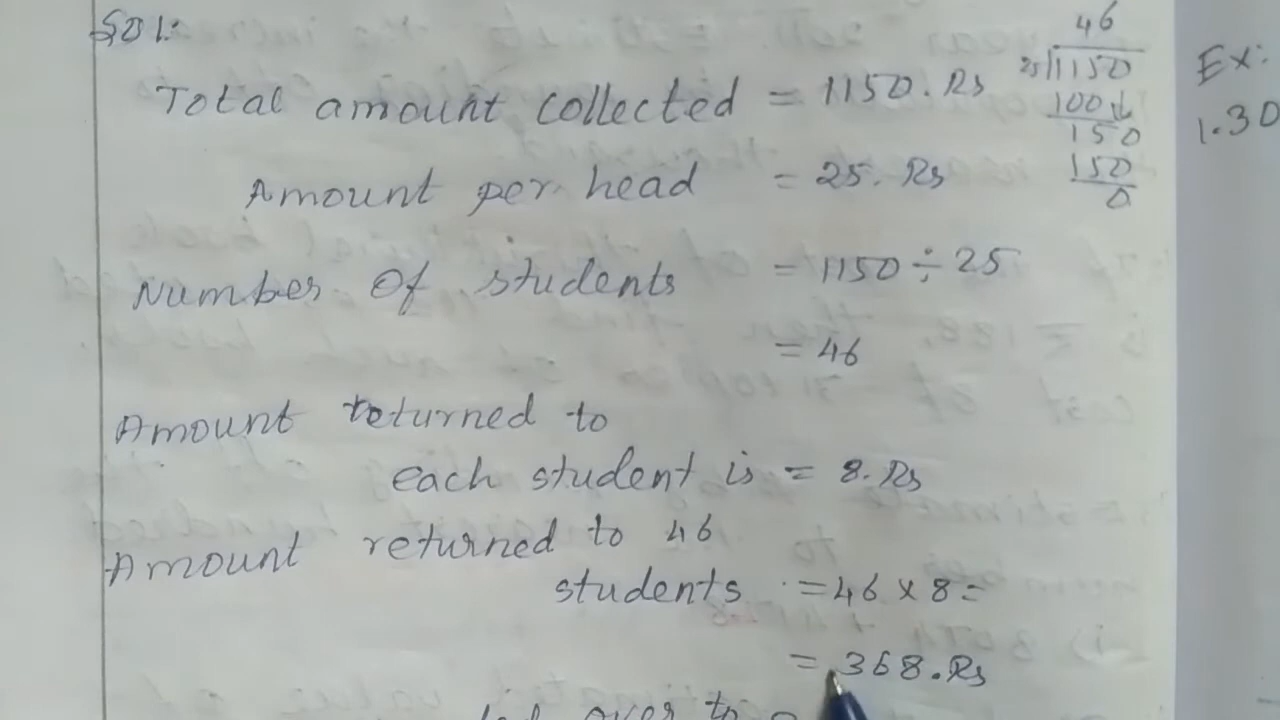 Sol:
Total amount collected = 1150. Rs
Amount per head = 25. Rs
Number of students = 1150 ÷ 25
= 46
Amount returned to
each student is = 8. Rs
Amount returned to 46
students = 46 × 8 =
= 368. Rs
over to
46
25 1150
100
150
150
0
Ex:
1.30